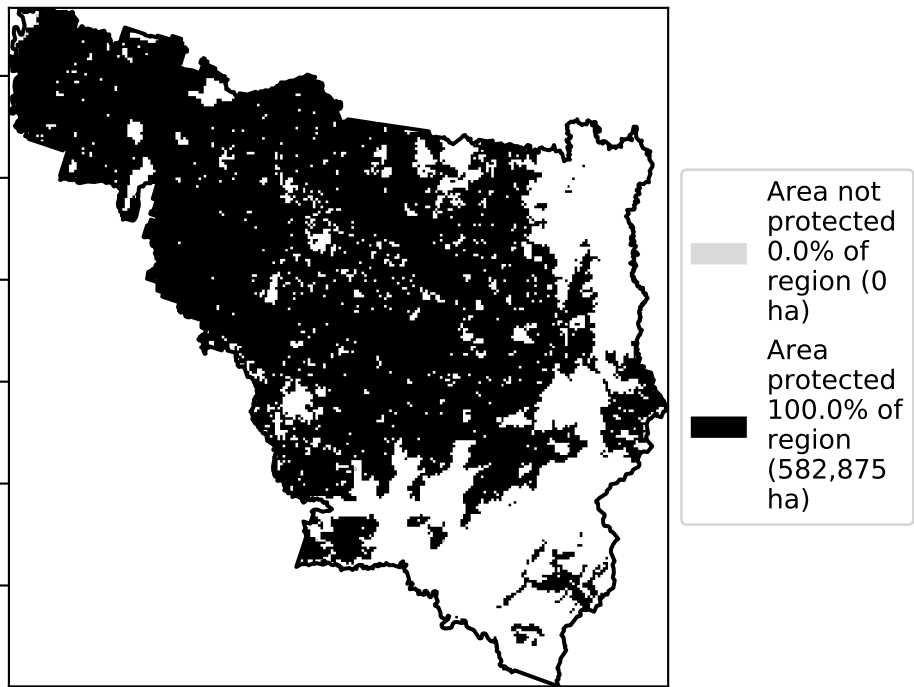 Area not
protected
0.0% of
region (0
ha)
Area
protected
100.0% of
region
(582,875
ha)